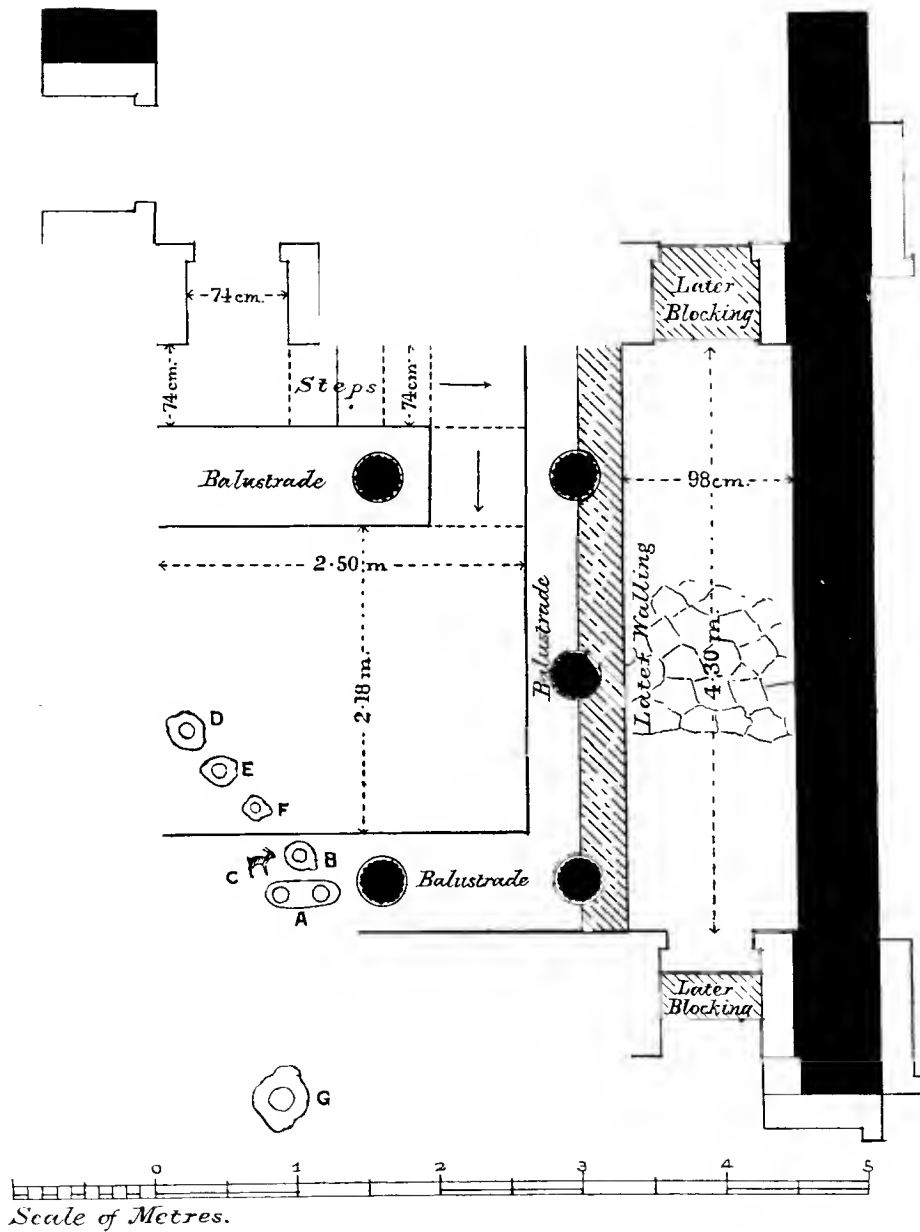 -74cm.-
Later
Blocking
Steps
74cm.
74cm.
Balustrade
98cm.
2·50 m
Balustrade
Later Walling
4·30 m.
2·18 m.
D
E
F
B
C
A
Balustrade
Later
Blocking
G
0 1 2 3 4 5
Scale of Metres.